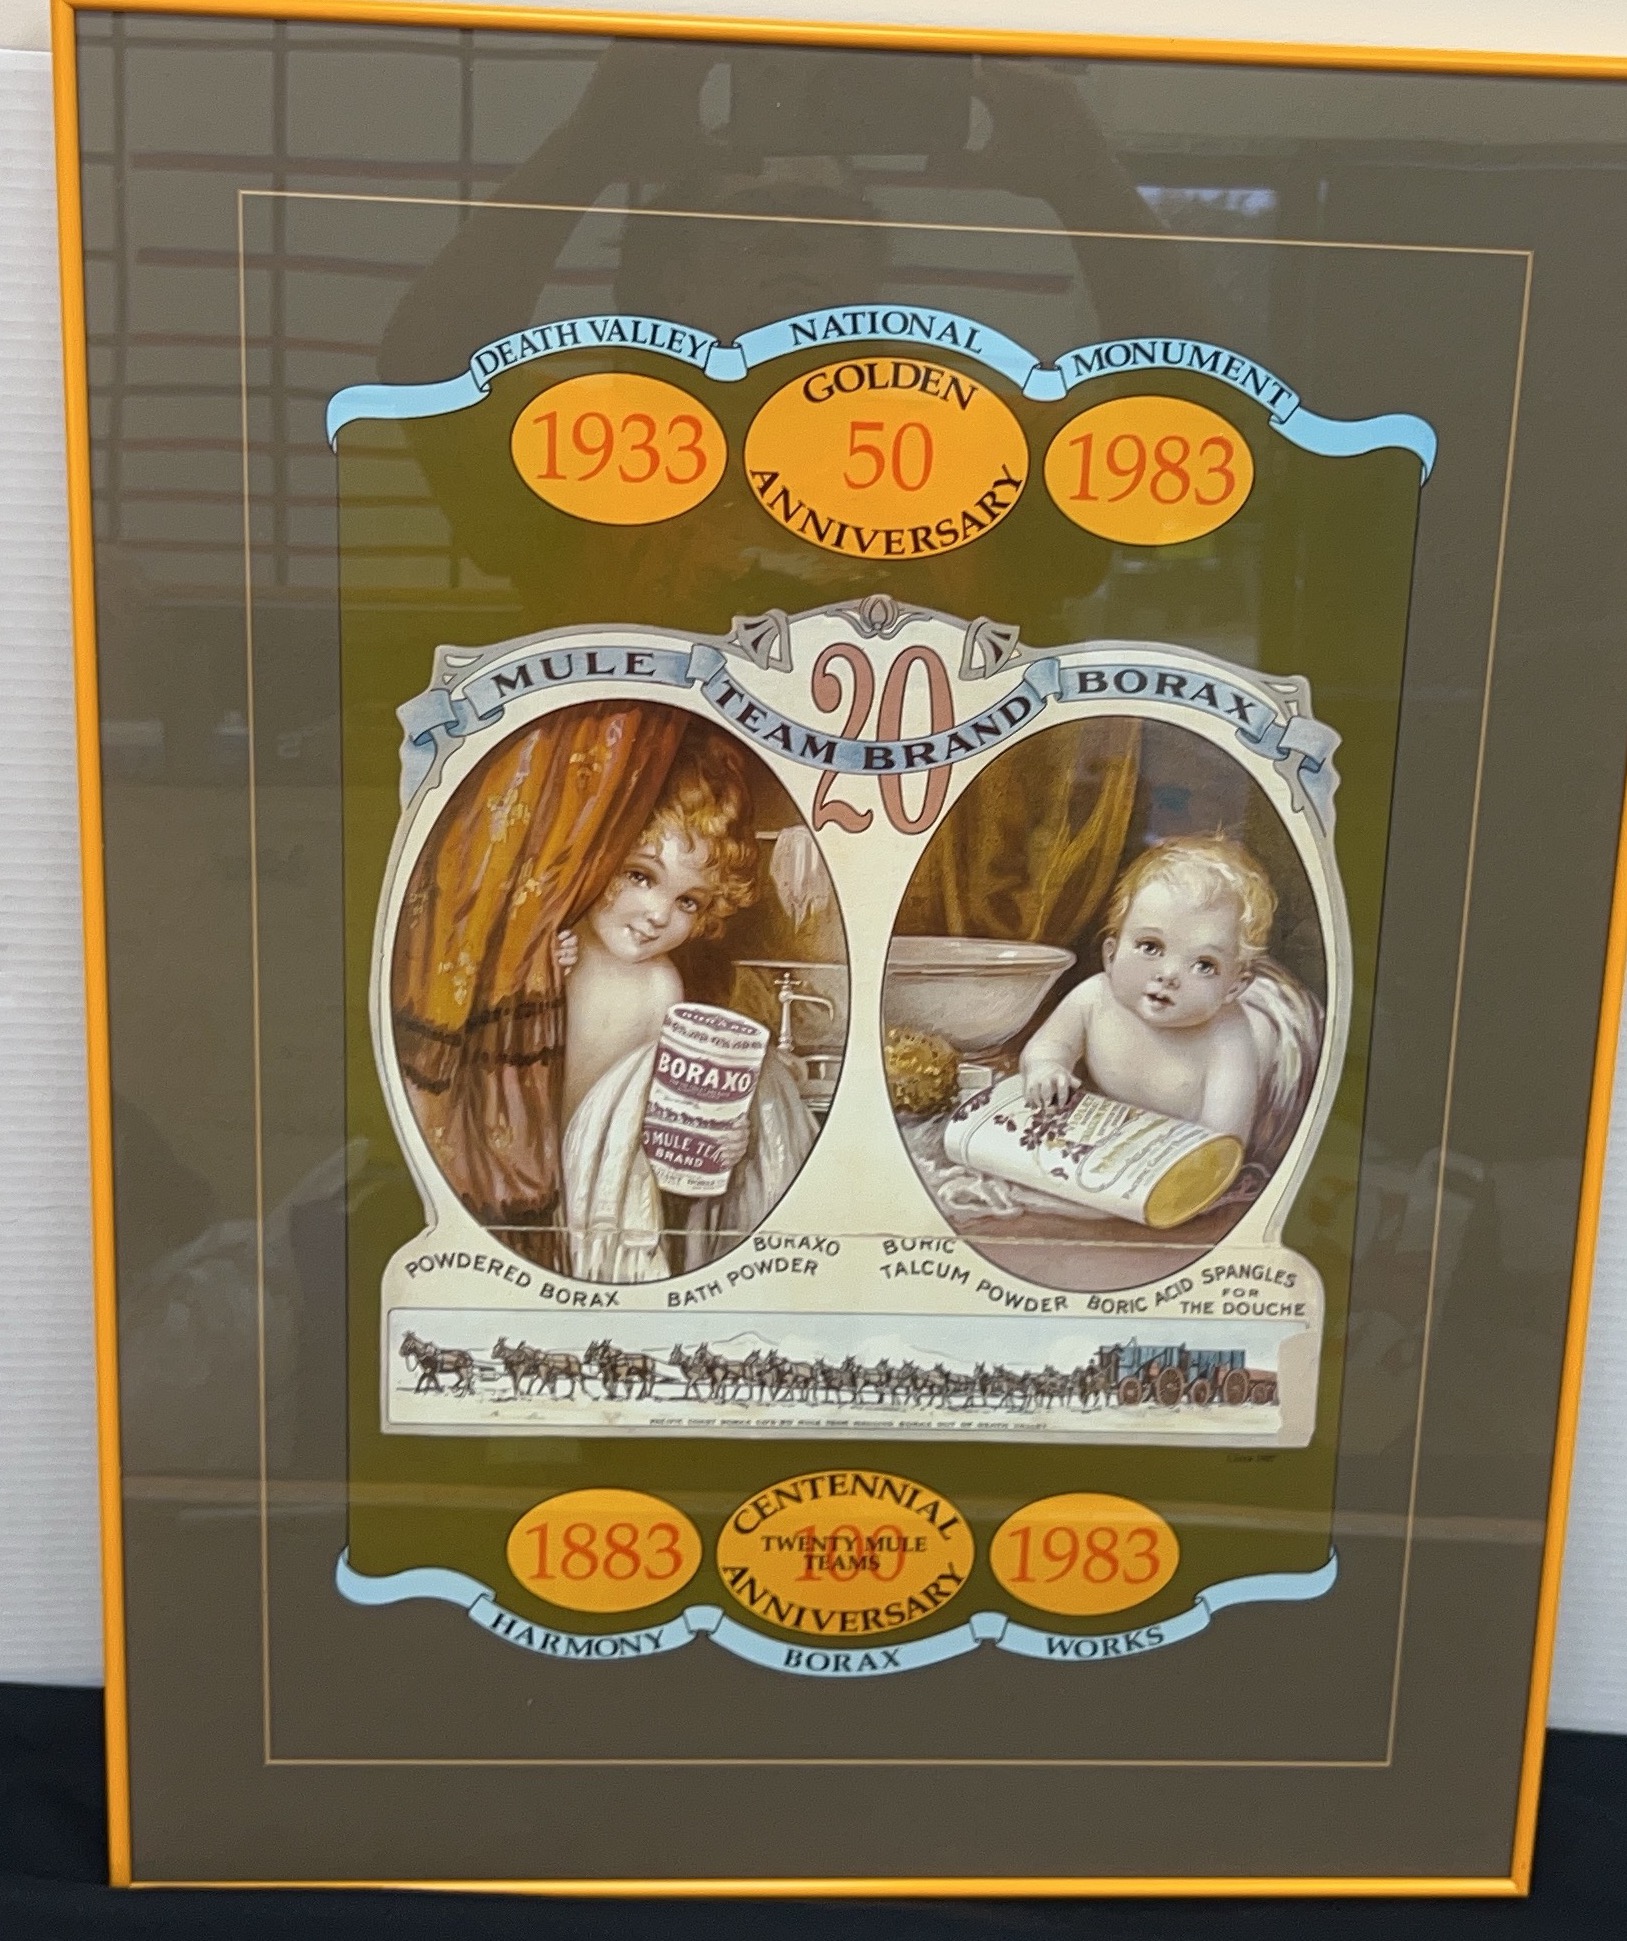 DEATH VALLEY NATIONAL MONUMENT
1933
GOLDEN
50
ANNIVERSARY
1983
20
MULE TEAM BRAND BORAX
BORAXO
BORAXO
MULE TEA
BRAND
POWDERED BORAX
BORAXO
BATH POWDER
BORIC
TALCUM POWDER
BORIC ACID SPANGLES
FOR
THE DOUCHE
1883
CENTENNIAL
100
TWENTY MULE
TEAMS
ANNIVERSARY
1983
HARMONY BORAX WORKS